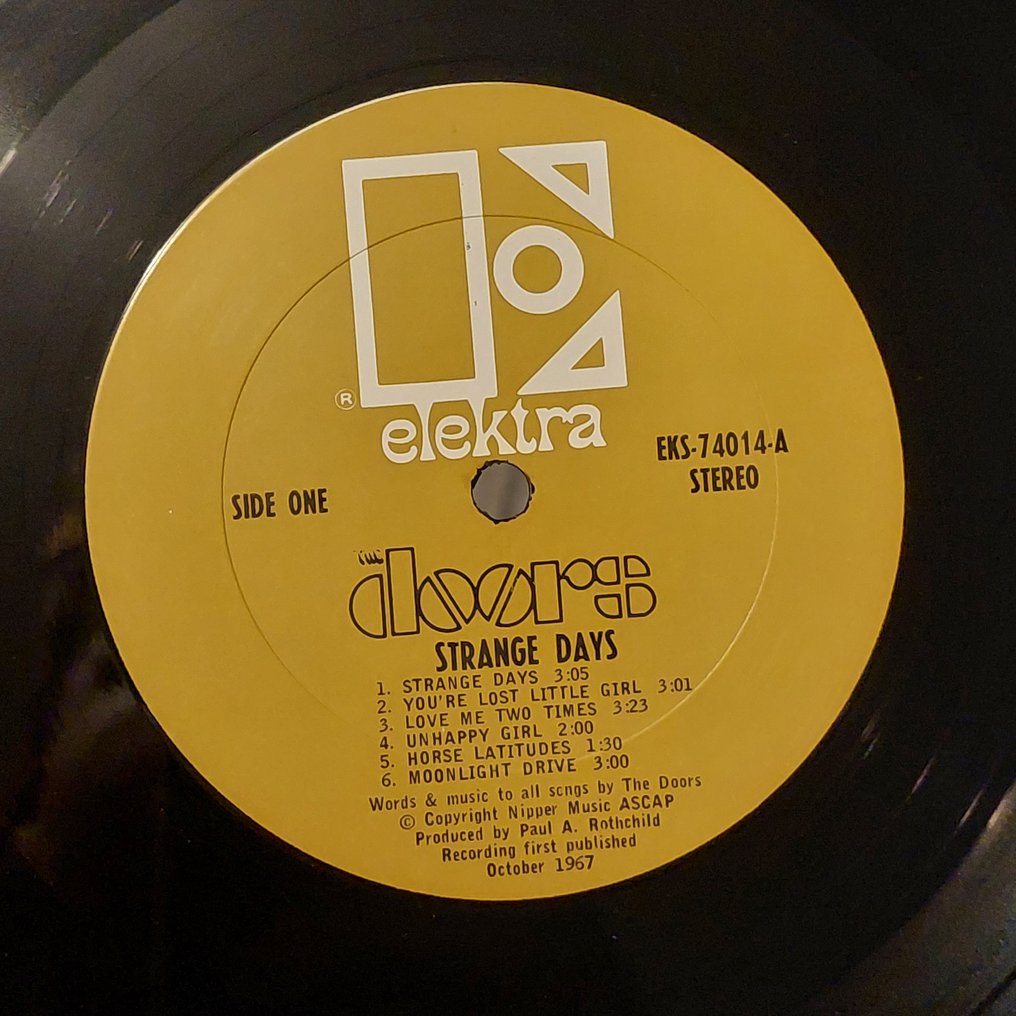 ®
elektra
EKS-74014-A
STEREO
SIDE ONE
THE
doors
STRANGE DAYS
1. STRANGE DAYS 3:05
2. YOU'RE LOST LITTLE GIRL 3:01
3. LOVE ME TWO TIMES 3:23
4. UNHAPPY GIRL 2:00
5. HORSE LATITUDES 1:30
6. MOONLIGHT DRIVE 3:00
Words & music to all songs by The Doors
© Copyright Nipper Music ASCAP
Produced by Paul A. Rothchild
Recording first published
October 1967